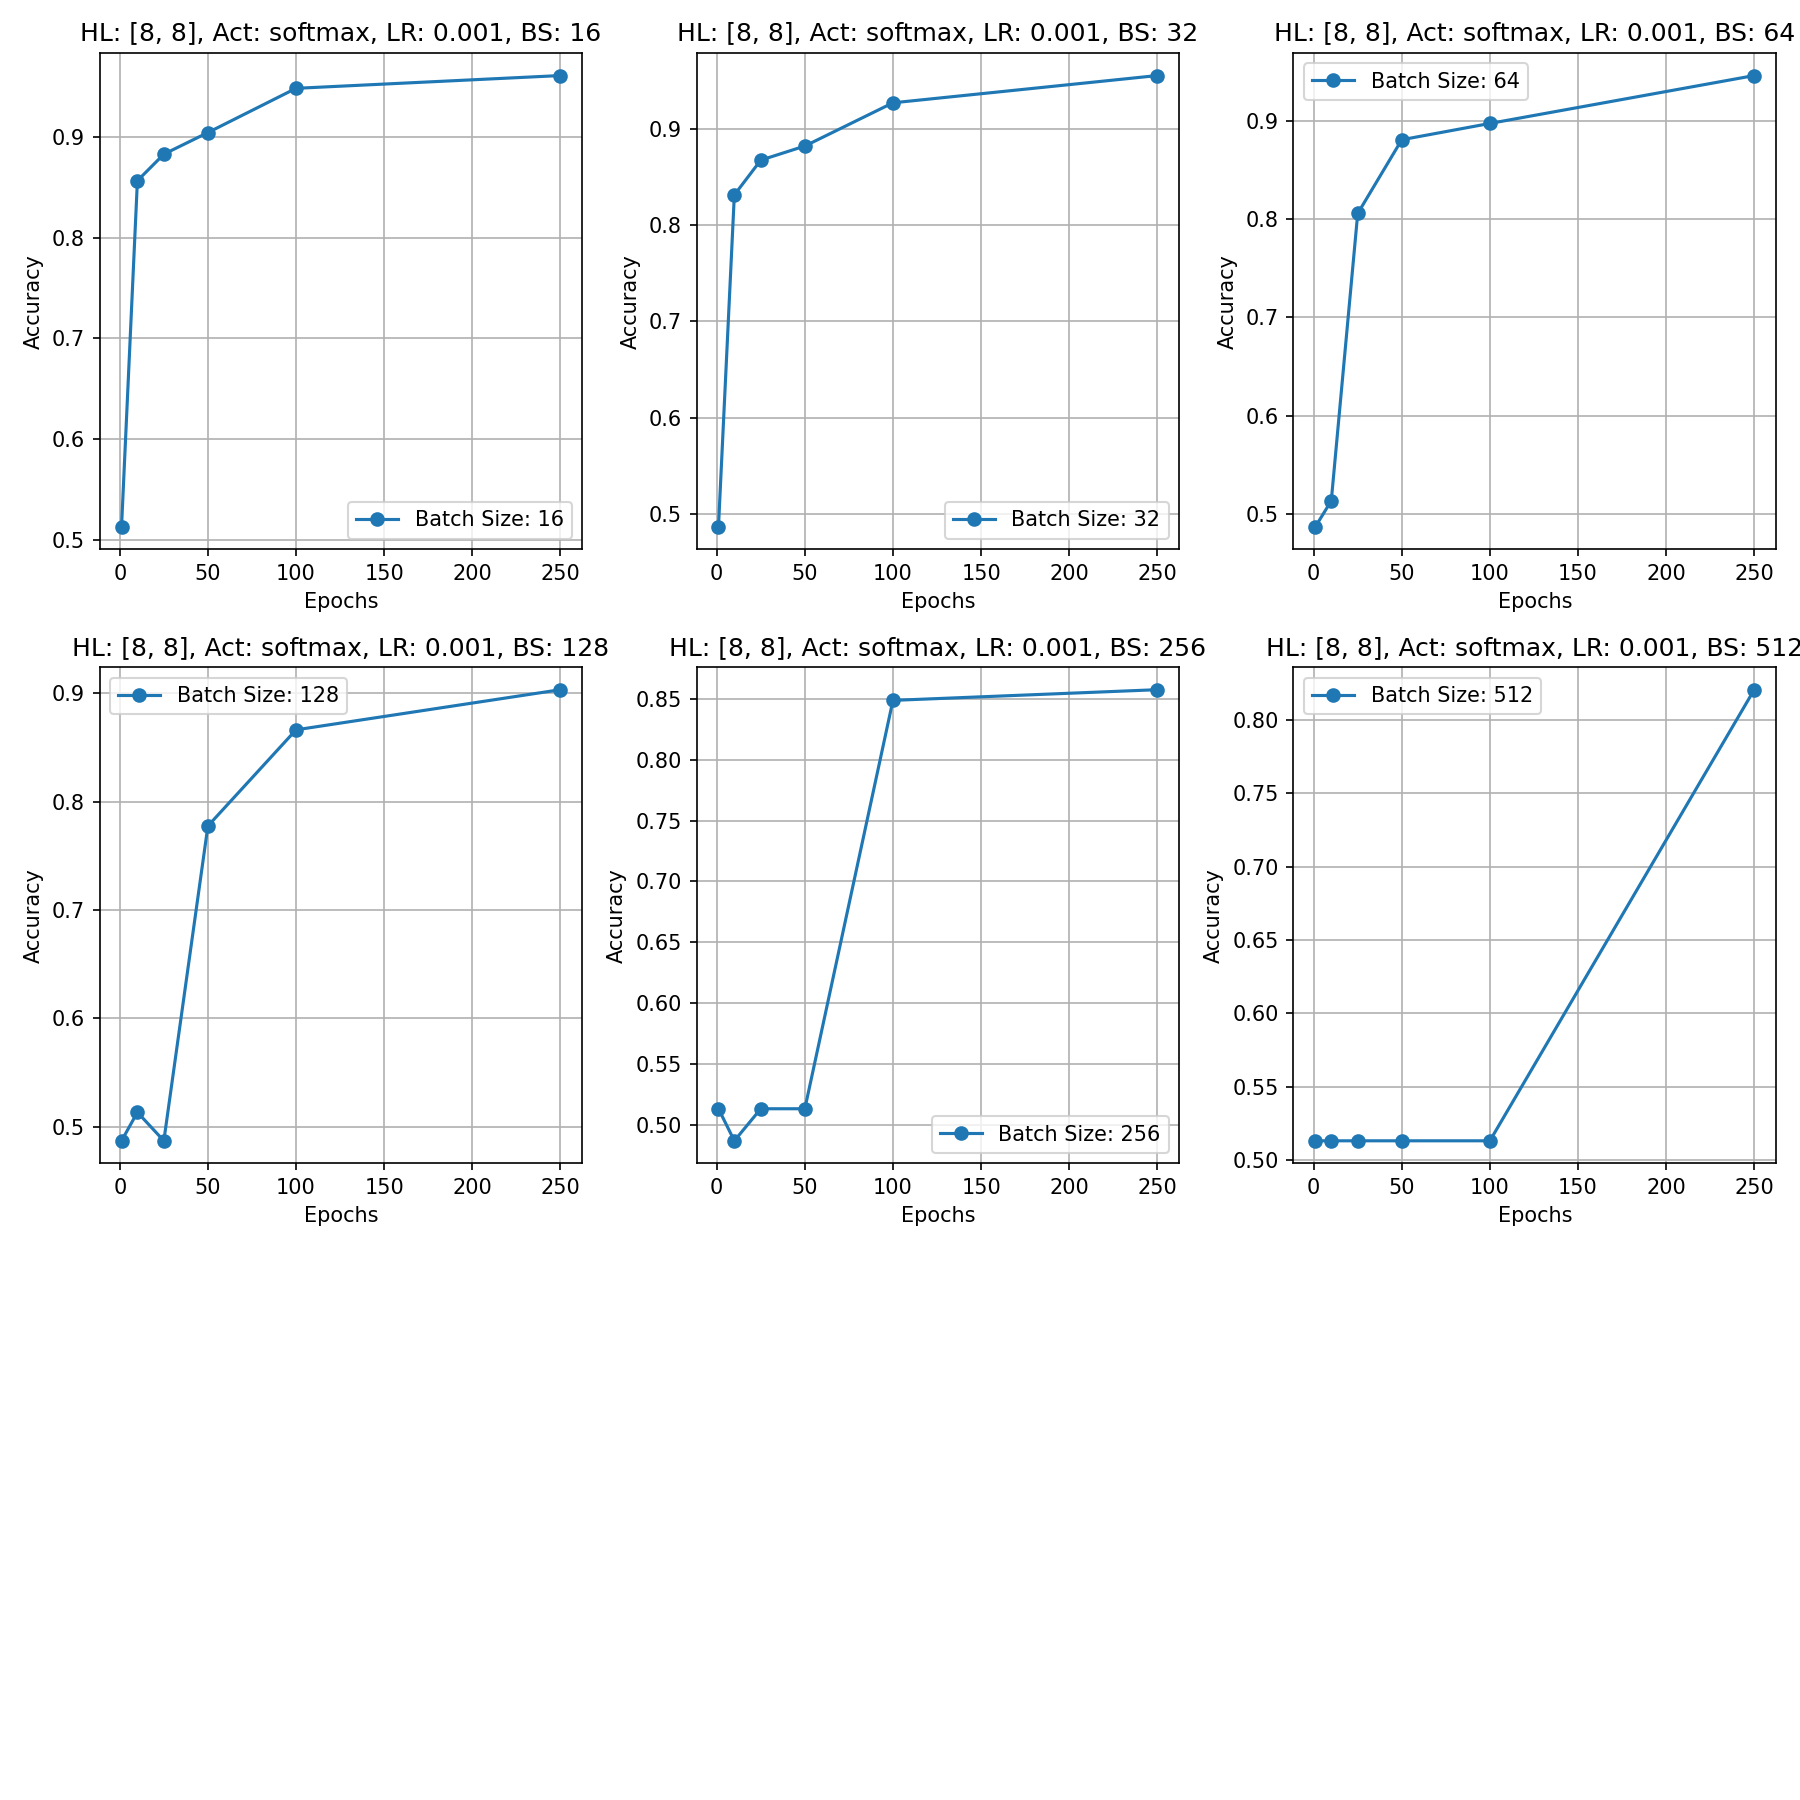 HL: [8, 8], Act: softmax, LR: 0.001, BS: 16
0.9
0.8
0.7
0.6
0.5
Accuracy
Batch Size: 16
0 50 100 150 200 250
Epochs
HL: [8, 8], Act: softmax, LR: 0.001, BS: 32
0.9
0.8
0.7
0.6
0.5
Accuracy
Batch Size: 32
0 50 100 150 200 250
Epochs
HL: [8, 8], Act: softmax, LR: 0.001, BS: 64
Batch Size: 64
0.9
0.8
0.7
0.6
0.5
Accuracy
0 50 100 150 200 250
Epochs
HL: [8, 8], Act: softmax, LR: 0.001, BS: 128
Batch Size: 128
0.9
0.8
0.7
0.6
0.5
Accuracy
0 50 100 150 200 250
Epochs
HL: [8, 8], Act: softmax, LR: 0.001, BS: 256
0.85
0.80
0.75
0.70
0.65
0.60
0.55
0.50
Accuracy
Batch Size: 256
0 50 100 150 200 250
Epochs
HL: [8, 8], Act: softmax, LR: 0.001, BS: 512
Batch Size: 512
0.80
0.75
0.70
0.65
0.60
0.55
0.50
Accuracy
0 50 100 150 200 250
Epochs